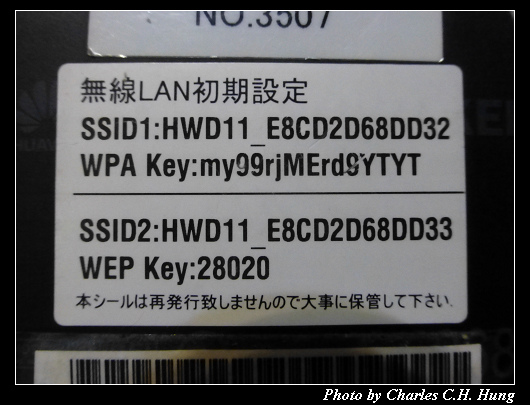 NO.3507
無線LAN初期設定
SSID1:HWD11_E8CD2D68DD32
WPA Key:my99rjMErd9YTYT
SSID2:HWD11_E8CD2D68DD33
WEP Key:28020
本シールは再発行致しませんので大事に保管して下さい.
Photo by Charles C.H. Hung